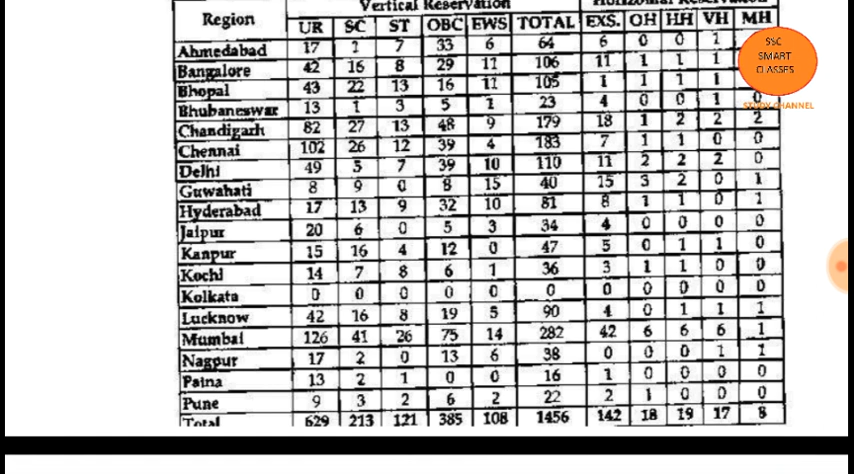 Vertical Reservation Horizontal Reservation
Region UR SC ST OBC EWS TOTAL EXS. OH HH VH MH
Ahmedabad 17 1 7 33 6 64 6 0 0 1
Bangalore 42 16 8 29 11 106 11 1 1 1
Bhopal 43 22 13 16 11 105 1 1 1 1
Bhubaneswar 13 1 3 5 1 23 4 0 0 1 0
Chandigarh 82 27 13 48 9 179 18 1 2 2 2
Chennai 102 26 12 39 4 183 7 1 1 0 0
Delhi 49 5 7 39 10 110 11 2 2 2 0
Guwahati 8 9 0 8 15 40 15 3 2 0 1
Hyderabad 17 13 9 32 10 81 8 1 1 0 1
Jaipur 20 6 0 5 3 34 4 0 0 0 0
Kanpur 15 16 4 12 0 47 5 0 1 1 0
Kochi 14 7 8 6 1 36 3 1 1 0 0
Kolkata 0 0 0 0 0 0 0 0 0 0 0
Lucknow 42 16 8 19 5 90 4 0 1 1 1
Mumbai 126 41 26 75 14 282 42 6 6 6 1
Nagpur 17 2 0 13 6 38 0 0 0 1 1
Patna 13 2 1 0 0 16 1 0 0 0 0
Pune 9 3 2 6 2 22 2 1 0 0 0
Total 629 213 121 385 108 1456 142 18 19 17 8
SSC
SMART
CLASSES
STUDY CHANNEL